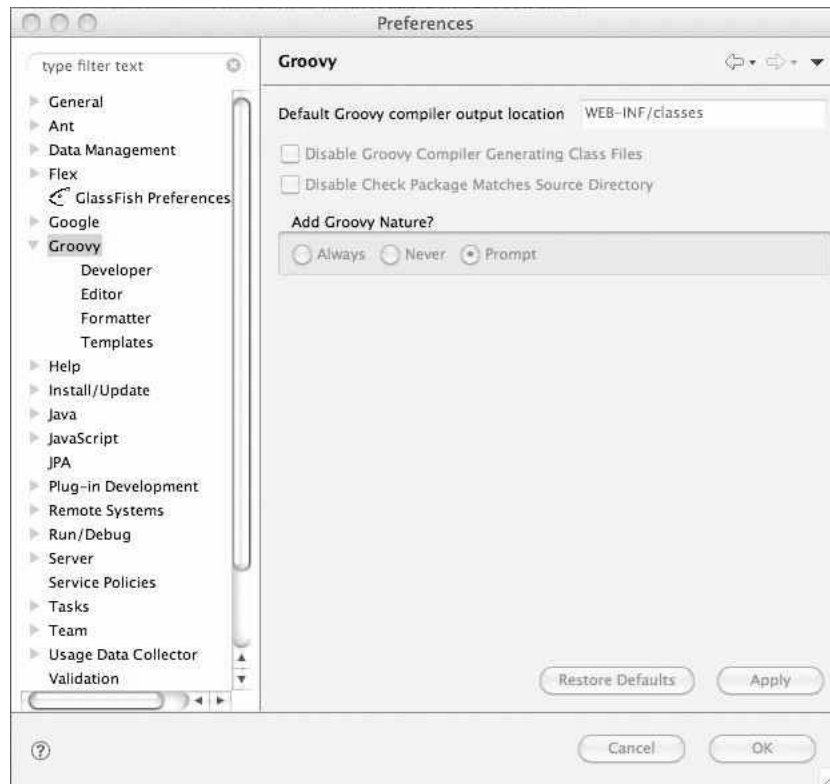 Preferences
type filter text
General
Ant
Data Management
Flex
GlassFish Preferences
Google
Groovy
Developer
Editor
Formatter
Templates
Help
Install/Update
Java
JavaScript
JPA
Plug-in Development
Remote Systems
Run/Debug
Server
Service Policies
Tasks
Team
Usage Data Collector
Validation
Groovy
Default Groovy compiler output location WEB-INF/classes
Disable Groovy Compiler Generating Class Files
Disable Check Package Matches Source Directory
Add Groovy Nature?
Always Never Prompt
Restore Defaults Apply
? Cancel OK